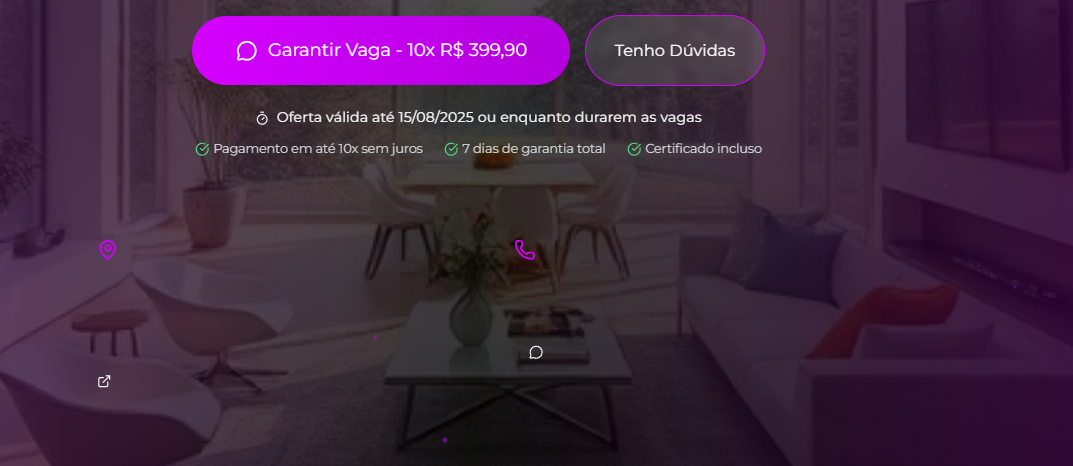 Garantir Vaga - 10x R$ 399,90
Tenho Dúvidas
Oferta válida até 15/08/2025 ou enquanto durarem as vagas
Pagamento em até 10x sem juros
7 dias de garantia total
Certificado incluso